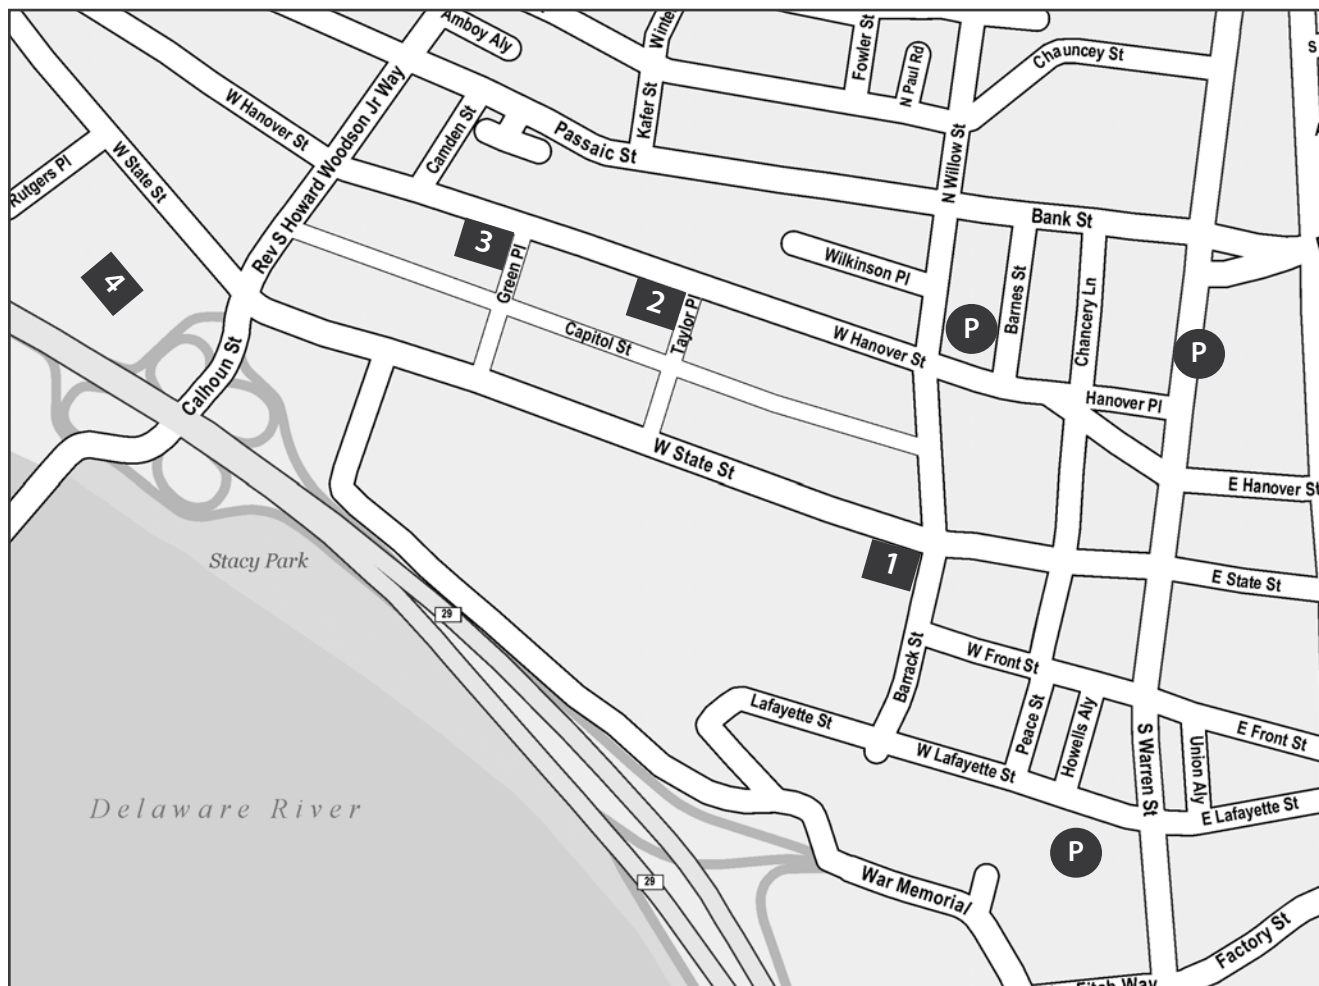 Amboy Aly
Fowler St
N Paul Rd
Chauncey St
W Hanover St
Rev S Howard Woodson Jr Way
Camden St
Kafer St
Passaic St
N Willow St
Rutgers Pl
W State St
Bank St
3
Green Pl
Wilkinson Pl
Barnes St
Chancery Ln
4
2
Taylor Pl
Capitol St
W Hanover St
P
P
Calhoun St
Hanover Pl
W State St
E Hanover St
Stacy Park
1
E State St
29
Barrack St
W Front St
Lafayette St
W Lafayette St
Peace St
Howells Aly
S Warren St
Union Aly
E Front St
Delaware River
E Lafayette St
P
29
War Memorial
Factory St